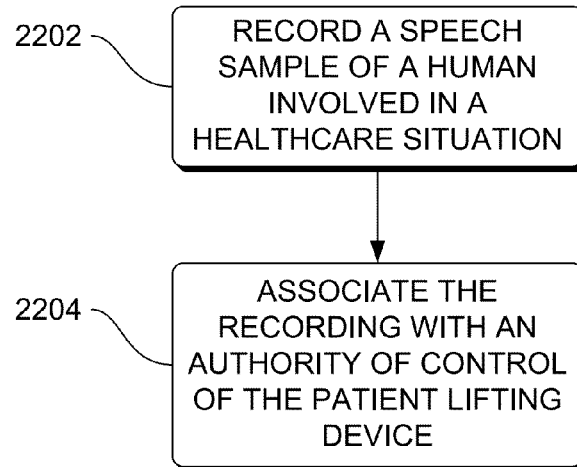 2202
RECORD A SPEECH
SAMPLE OF A HUMAN
INVOLVED IN A
HEALTHCARE SITUATION
2204
ASSOCIATE THE
RECORDING WITH AN
AUTHORITY OF CONTROL
OF THE PATIENT LIFTING
DEVICE